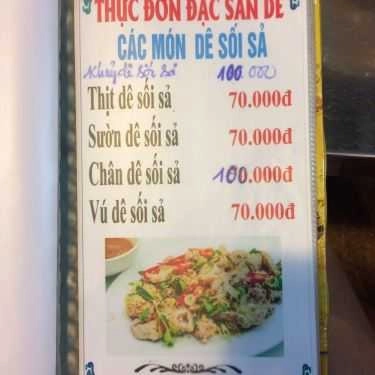 THỰC ĐƠN ĐẶC SẢN DÊ
CÁC MÓN DÊ SỐI SẢ
dê sối sả 100.000
Thịt dê sối sả 70.000đ
Sườn dê sối sả 70.000đ
Chân dê sối sả 100.000đ
Vú dê sối sả 70.000đ